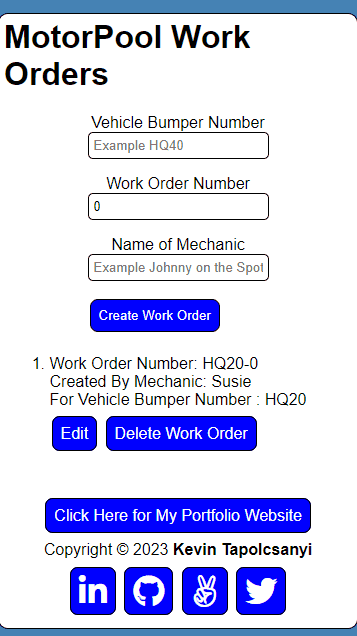 MotorPool Work
Orders
Vehicle Bumper Number
Example HQ40
Work Order Number
0
Name of Mechanic
Example Johnny on the Spot
Create Work Order
1. Work Order Number: HQ20-0
Created By Mechanic: Susie
For Vehicle Bumper Number : HQ20
Edit
Delete Work Order
Click Here for My Portfolio Website
Copyright © 2023 Kevin Tapolcsanyi
in